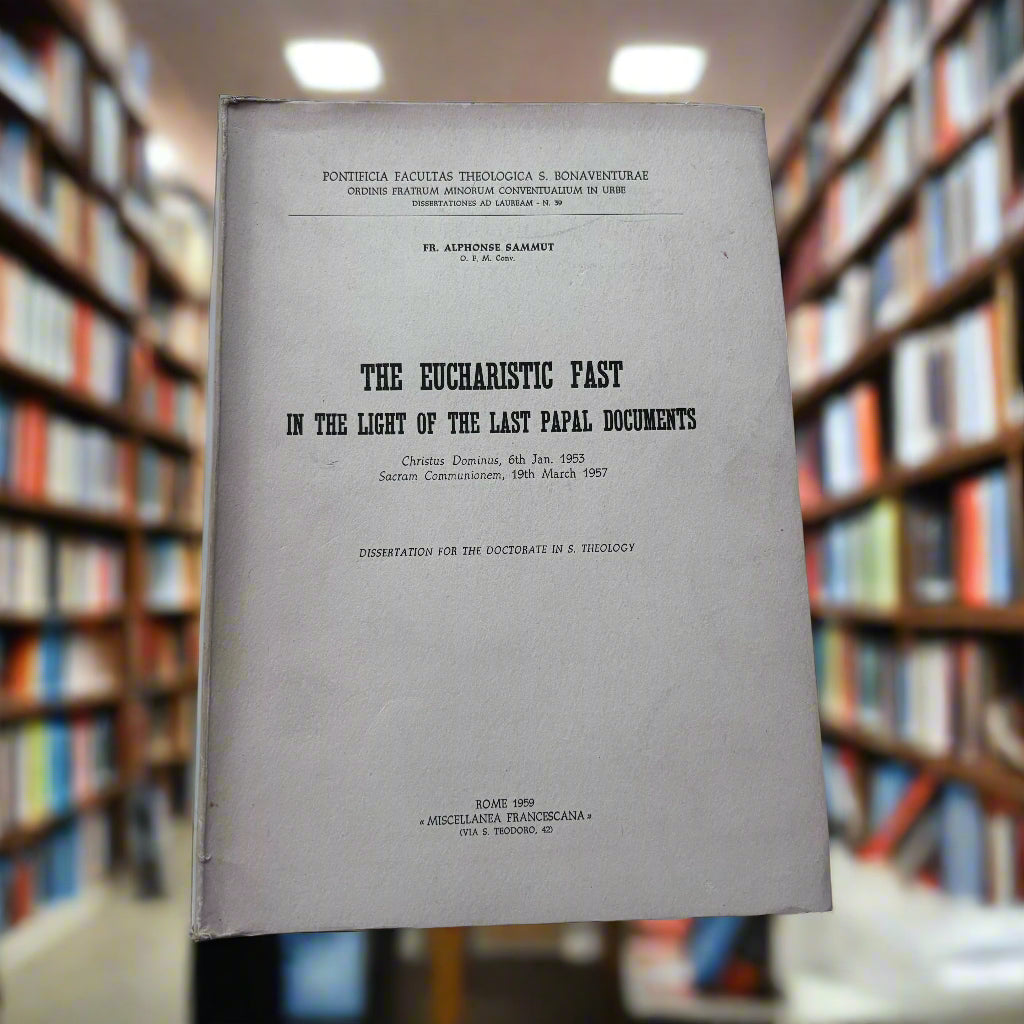 PONTIFICIA FACULTAS THEOLOGICA S. BONAVENTURAE
ORDINIS FRATRUM MINORUM CONVENTUALIUM IN URBE
DISSERTATIONES AD LAUREAM - N. 39
FR. ALPHONSE SAMMUT
O. F. M. Conv.
THE EUCHARISTIC FAST
IN THE LIGHT OF THE LAST PAPAL DOCUMENTS
Christus Dominus, 6th Jan. 1953
Sacram Communionem, 19th March 1957
DISSERTATION FOR THE DOCTORATE IN S. THEOLOGY
ROME 1959
« MISCELLANEA FRANCESCANA »
(VIA S. TEODORO, 42)